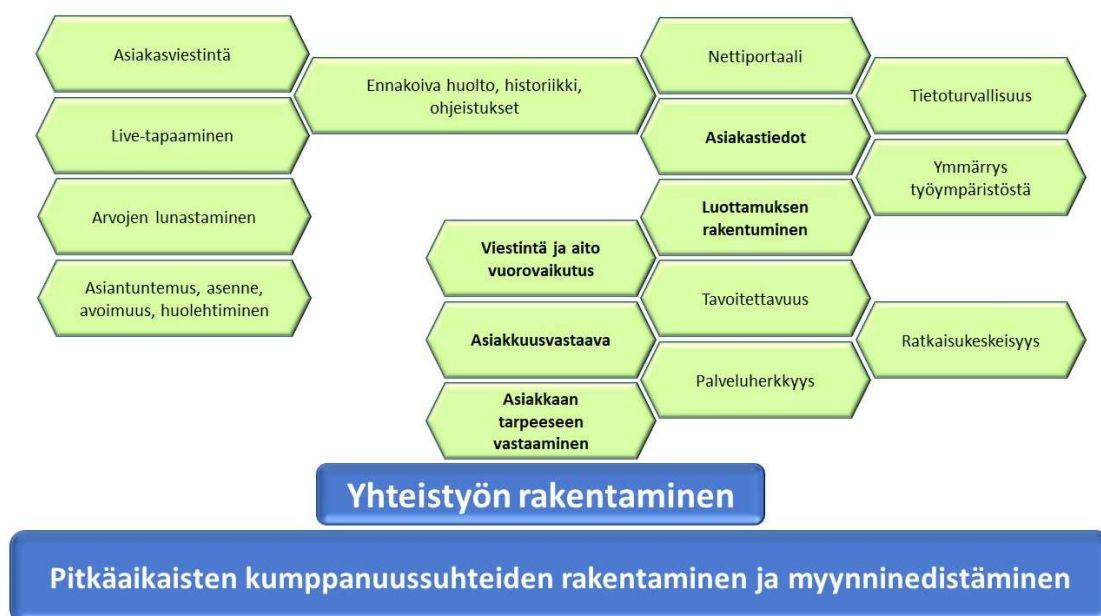 Asiakasviestintä
Live-tapaaminen
Arvojen lunastaminen
Asiantuntemus, asenne,
avoimuus, huolehtiminen
Ennakoiva huolto, historiikki,
ohjeistukset
Viestintä ja aito
vuorovaikutus
Asiakkuusvastaava
Asiakkaan
tarpeeseen
vastaaminen
Nettiportaali
Asiakastiedot
Luottamuksen
rakentuminen
Tavoitettavuus
Palveluherkkyys
Tietoturvallisuus
Ymmärrys
työympäristöstä
Ratkaisukeskeisyys
Yhteistyön rakentaminen
Pitkäaikaisten kumppanuussuhteiden rakentaminen ja myynninedistäminen